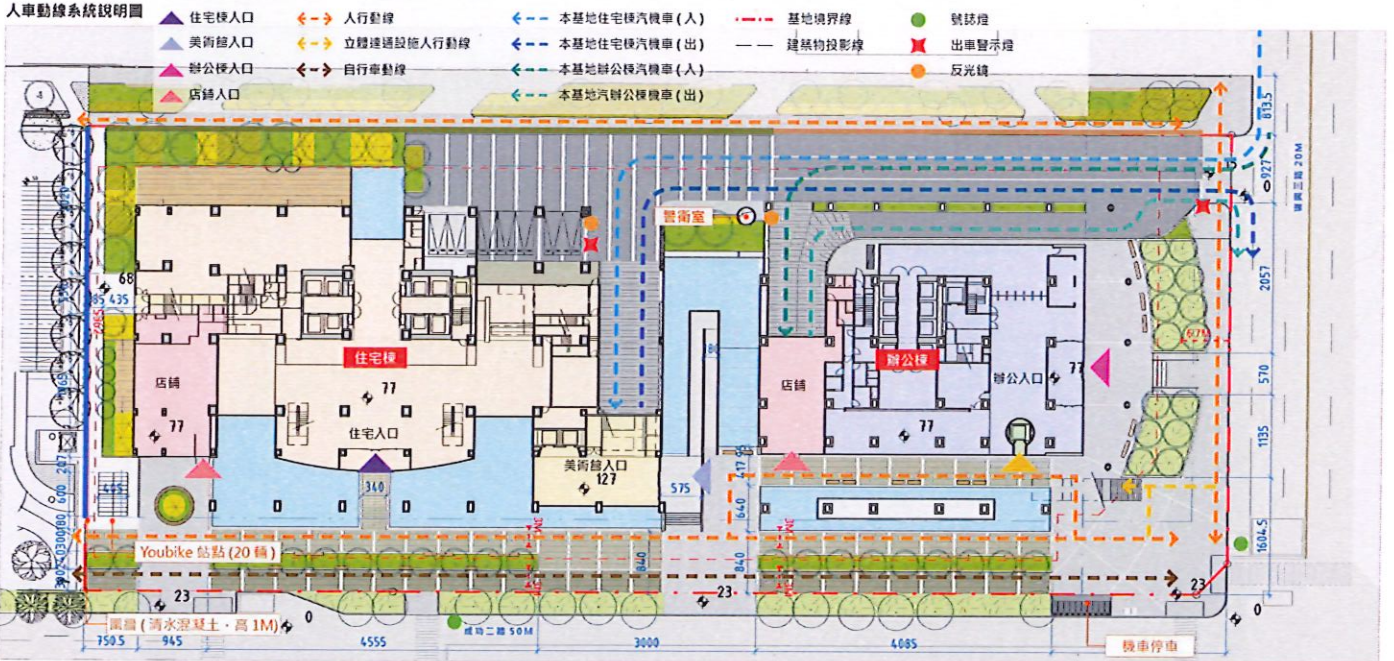 人車動線系統說明圖
住宅棟入口
美術館入口
辦公棟入口
店鋪入口
人行動線
立體連通設施人行動線
自行車動線
本基地住宅棟汽機車(入)
本基地住宅棟汽機車(出)
本基地辦公棟汽機車(入)
本基地汽辦公棟機車(出)
基地境界線
建築物投影線
號誌燈
出車警示燈
反光鏡
813.5
927
20M
15
0
警衛室
68
435
2057
住宅棟
辦公棟
店鋪
77
77
住宅入口
店鋪
辦公入口
77
77
570
1135
美術館入口
127
207
600
340
575
417.95
640
840
840
1604.5
Youbike 站點(20 輛)
23
23
23
0
0
圍牆(清水混凝土・高 1M)
成功二路 50M
機車停車
750.5
945
4555
3000
4085